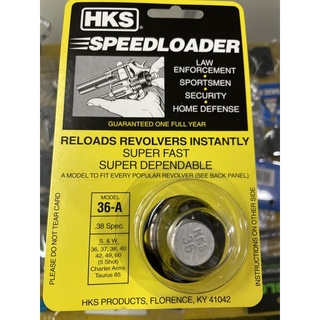 HKS
SPEEDLOADER
LAW
ENFORCEMENT
SPORTSMEN
SECURITY
HOME DEFENSE
GUARANTEED ONE FULL YEAR
RELOADS REVOLVERS INSTANTLY
SUPER FAST
SUPER DEPENDABLE
A MODEL TO FIT EVERY POPULAR REVOLVER (SEE BACK PANEL)
PLEASE DO NOT TEAR CARD
MODEL
36-A
.38 Spec.
S. & W.
36, 37, 38, 40
42, 49, 60
(5 Shot)
Charter Arms
Taurus 85
HKS
36
INSTRUCTIONS ON OTHER SIDE
HKS PRODUCTS, FLORENCE, KY 41042